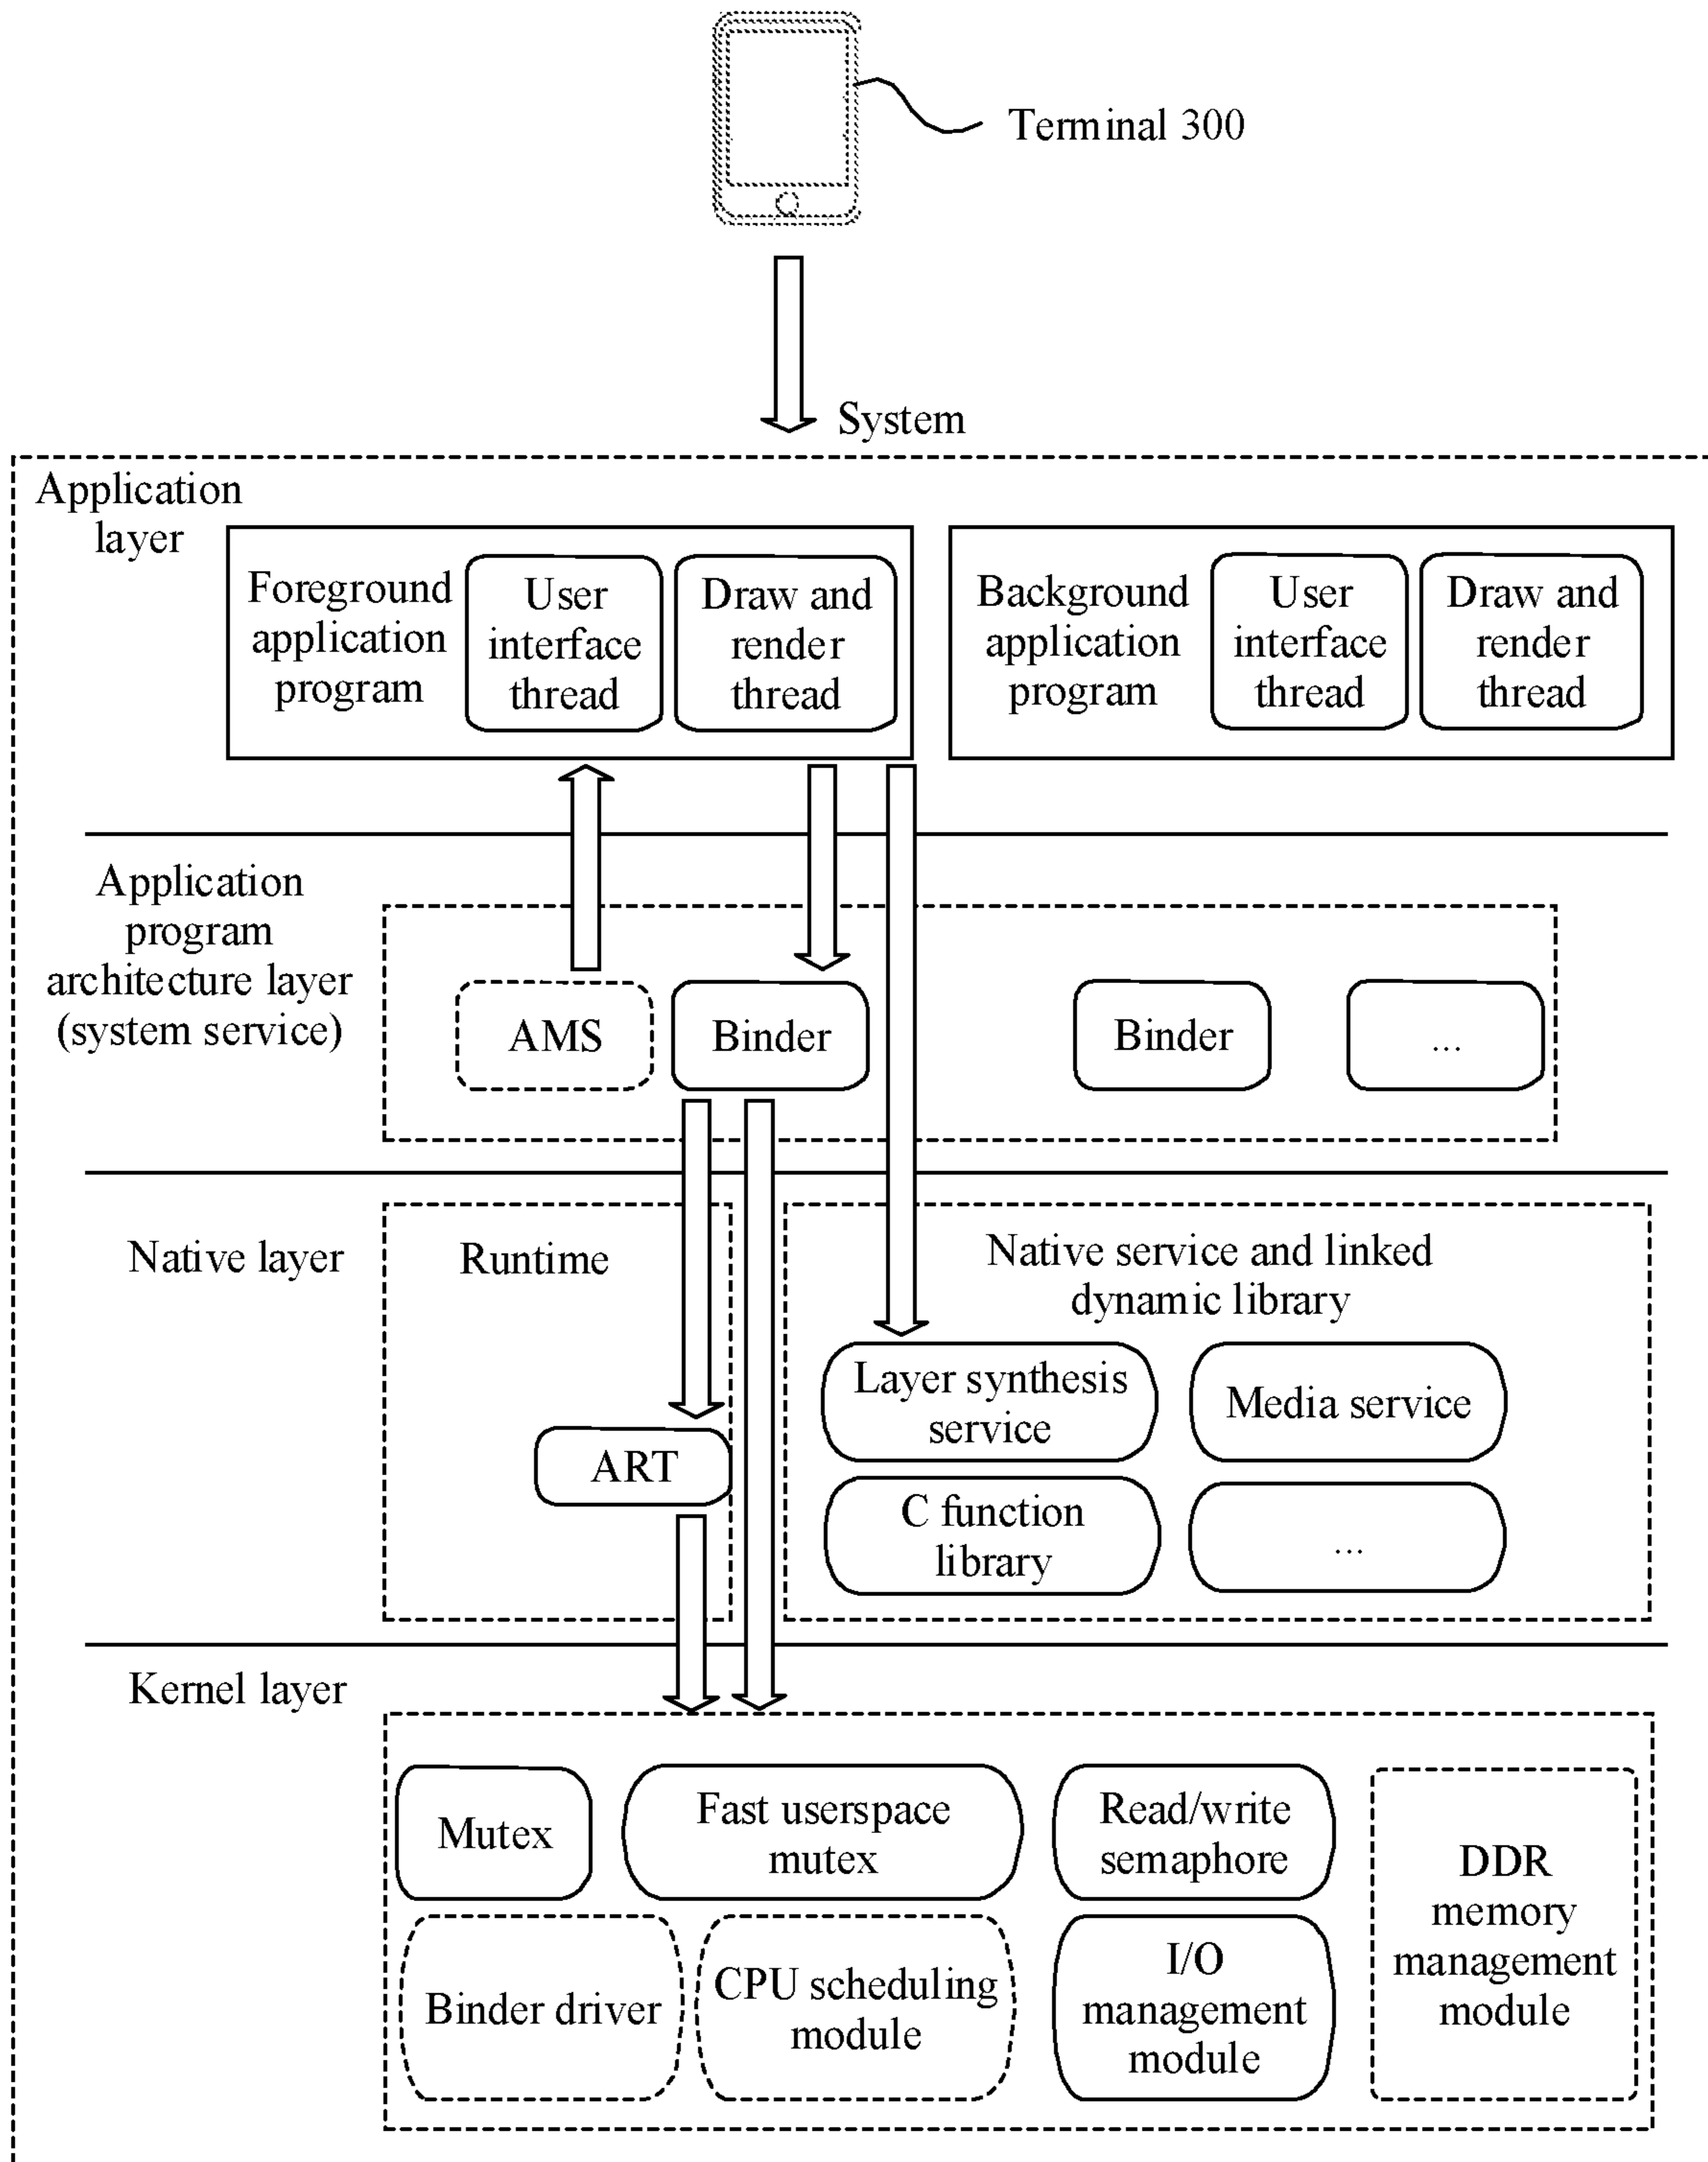 Terminal 300
System
Application
layer
Foreground
application
program
User
interface
thread
Draw and
render
thread
Background
application
program
User
interface
thread
Draw and
render
thread
Application
program
architecture layer
(system service)
AMS
Binder
Binder
...
Native layer
Runtime
ART
Native service and linked
dynamic library
Layer synthesis
service
Media service
C function
library
...
Kernel layer
Mutex
Fast userspace
mutex
Read/write
semaphore
DDR
memory
management
module
Binder driver
CPU scheduling
module
I/O
management
module